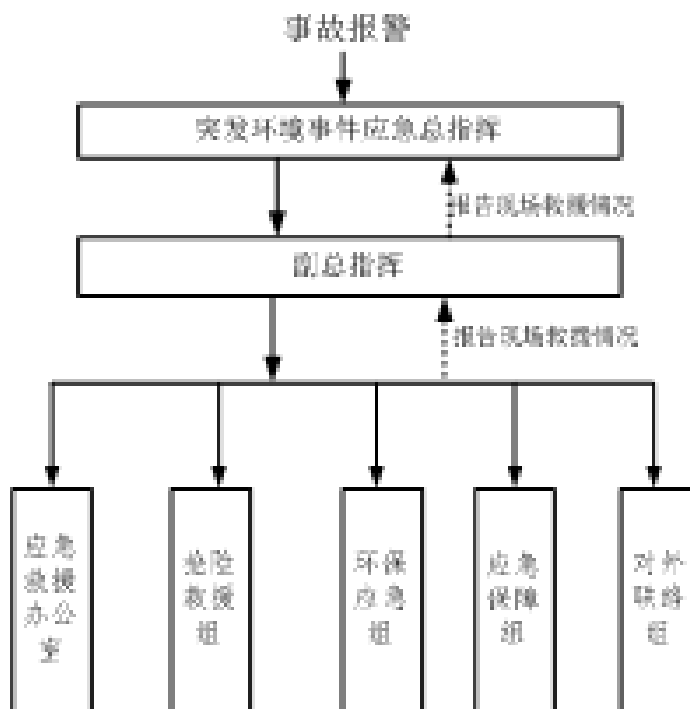 事故报警
突发环境事件应急总指挥
报告现场救援情况
副总指挥
报告现场救援情况
应急
救援
办公
室
抢险
救援
组
环保
应急
组
应急
保障
组
对外
联络
组